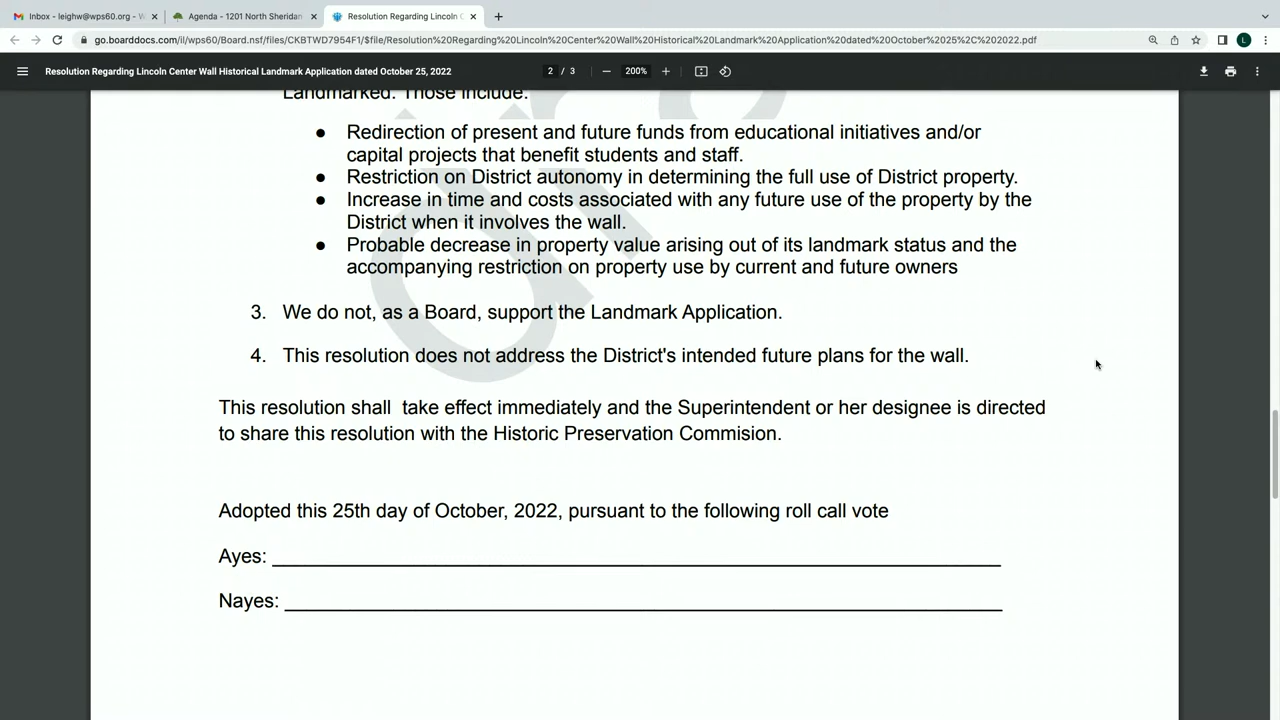 Inbox - leighw@wps60.org - W
Agenda - 1201 North Sheridan
Resolution Regarding Lincoln C
go.boarddocs.com/il/wps60/Board.nsf/files/CKBTWD7954F1/$file/Resolution%20Regarding%20Lincoln%20Center%20Wall%20Historical%20Landmark%20Application%20dated%20October%2025%2C%202022.pdf
L
Resolution Regarding Lincoln Center Wall Historical Landmark Application dated October 25, 2022
2 / 3
200%
Landmarked. Those include:
● Redirection of present and future funds from educational initiatives and/or
capital projects that benefit students and staff.
● Restriction on District autonomy in determining the full use of District property.
● Increase in time and costs associated with any future use of the property by the
District when it involves the wall.
● Probable decrease in property value arising out of its landmark status and the
accompanying restriction on property use by current and future owners
3. We do not, as a Board, support the Landmark Application.
4. This resolution does not address the District's intended future plans for the wall.
This resolution shall take effect immediately and the Superintendent or her designee is directed
to share this resolution with the Historic Preservation Commision.
Adopted this 25th day of October, 2022, pursuant to the following roll call vote
Ayes:
Nayes: